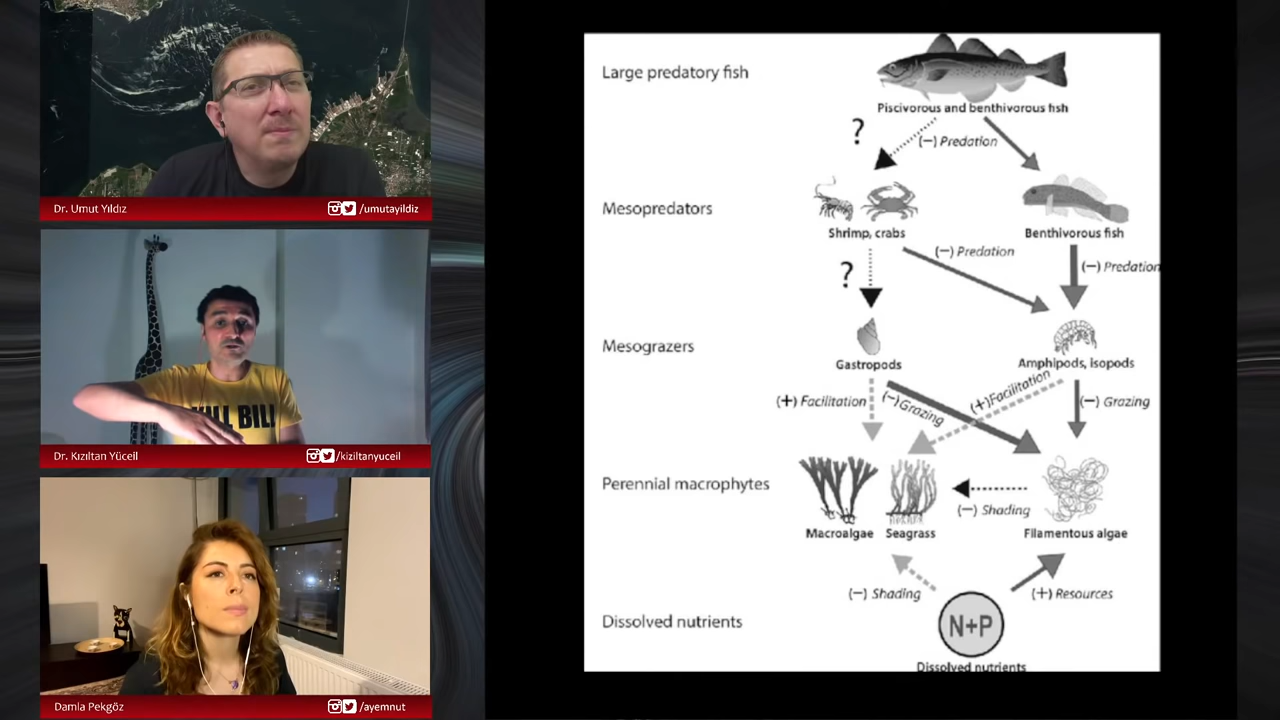 Dr. Umut Yıldız
/umutayildiz
KILL BILL
Dr. Kızıltan Yüceil
/kiziltanyuceil
Damla Pekgöz
/ayemnut
Large predatory fish
Piscivorous and benthivorous fish
?
(−) Predation
Mesopredators
Shrimp, crabs
Benthivorous fish
(−) Predation
(−) Predation
?
Mesograzers
Gastropods
Amphipods, isopods
(+) Facilitation
(−) Grazing
(+) Facilitation
(−) Grazing
Perennial macrophytes
(−) Shading
Macroalgae
Seagrass
Filamentous algae
(−) Shading
(+) Resources
Dissolved nutrients
N+P
Dissolved nutrients